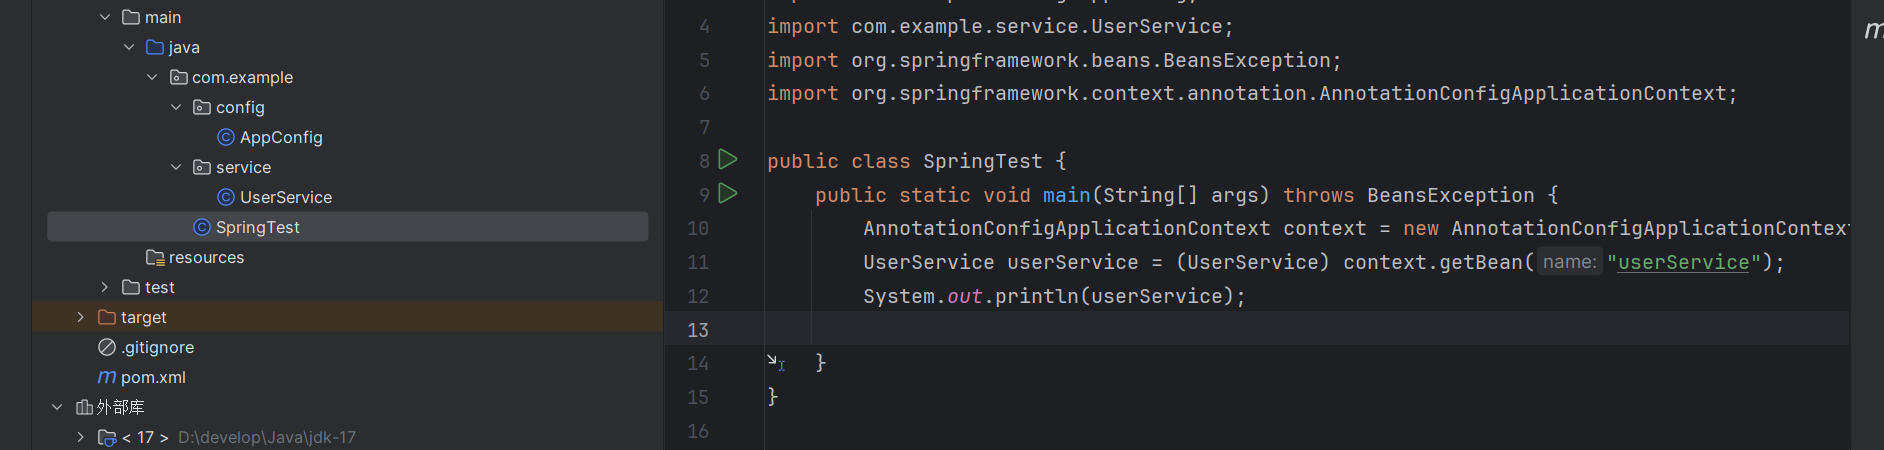 main
java
com.example
config
AppConfig
service
UserService
SpringTest
resources
test
target
.gitignore
pom.xml
外部库
< 17 > D:\develop\Java\jdk-17
4 import com.example.service.UserService;
5 import org.springframework.beans.BeansException;
6 import org.springframework.context.annotation.AnnotationConfigApplicationContext;
7
8 public class SpringTest {
9 public static void main(String[] args) throws BeansException {
10 AnnotationConfigApplicationContext context = new AnnotationConfigApplicationContext
11 UserService userService = (UserService) context.getBean( name: "userService");
12 System.out.println(userService);
13
14 }
15 }
16